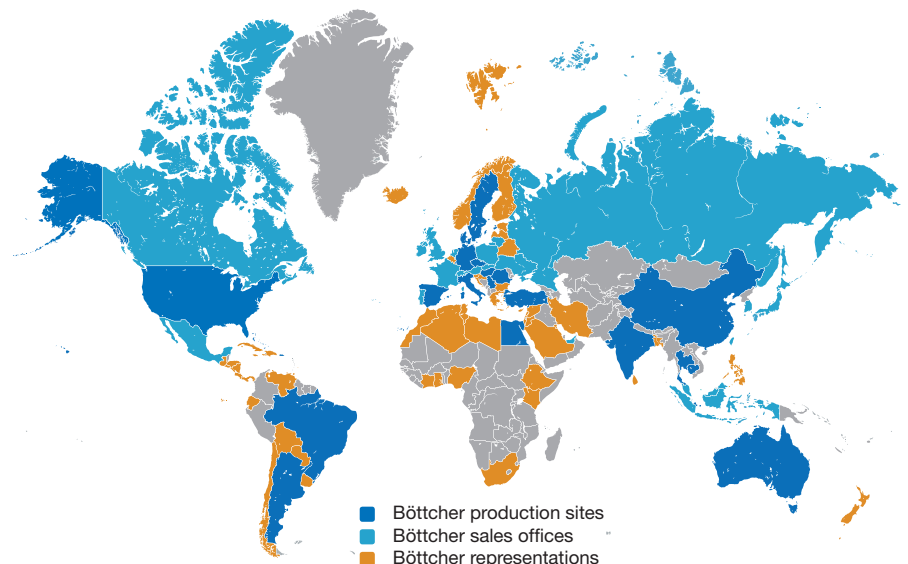 Böttcher production sites
Böttcher sales offices
Böttcher representations